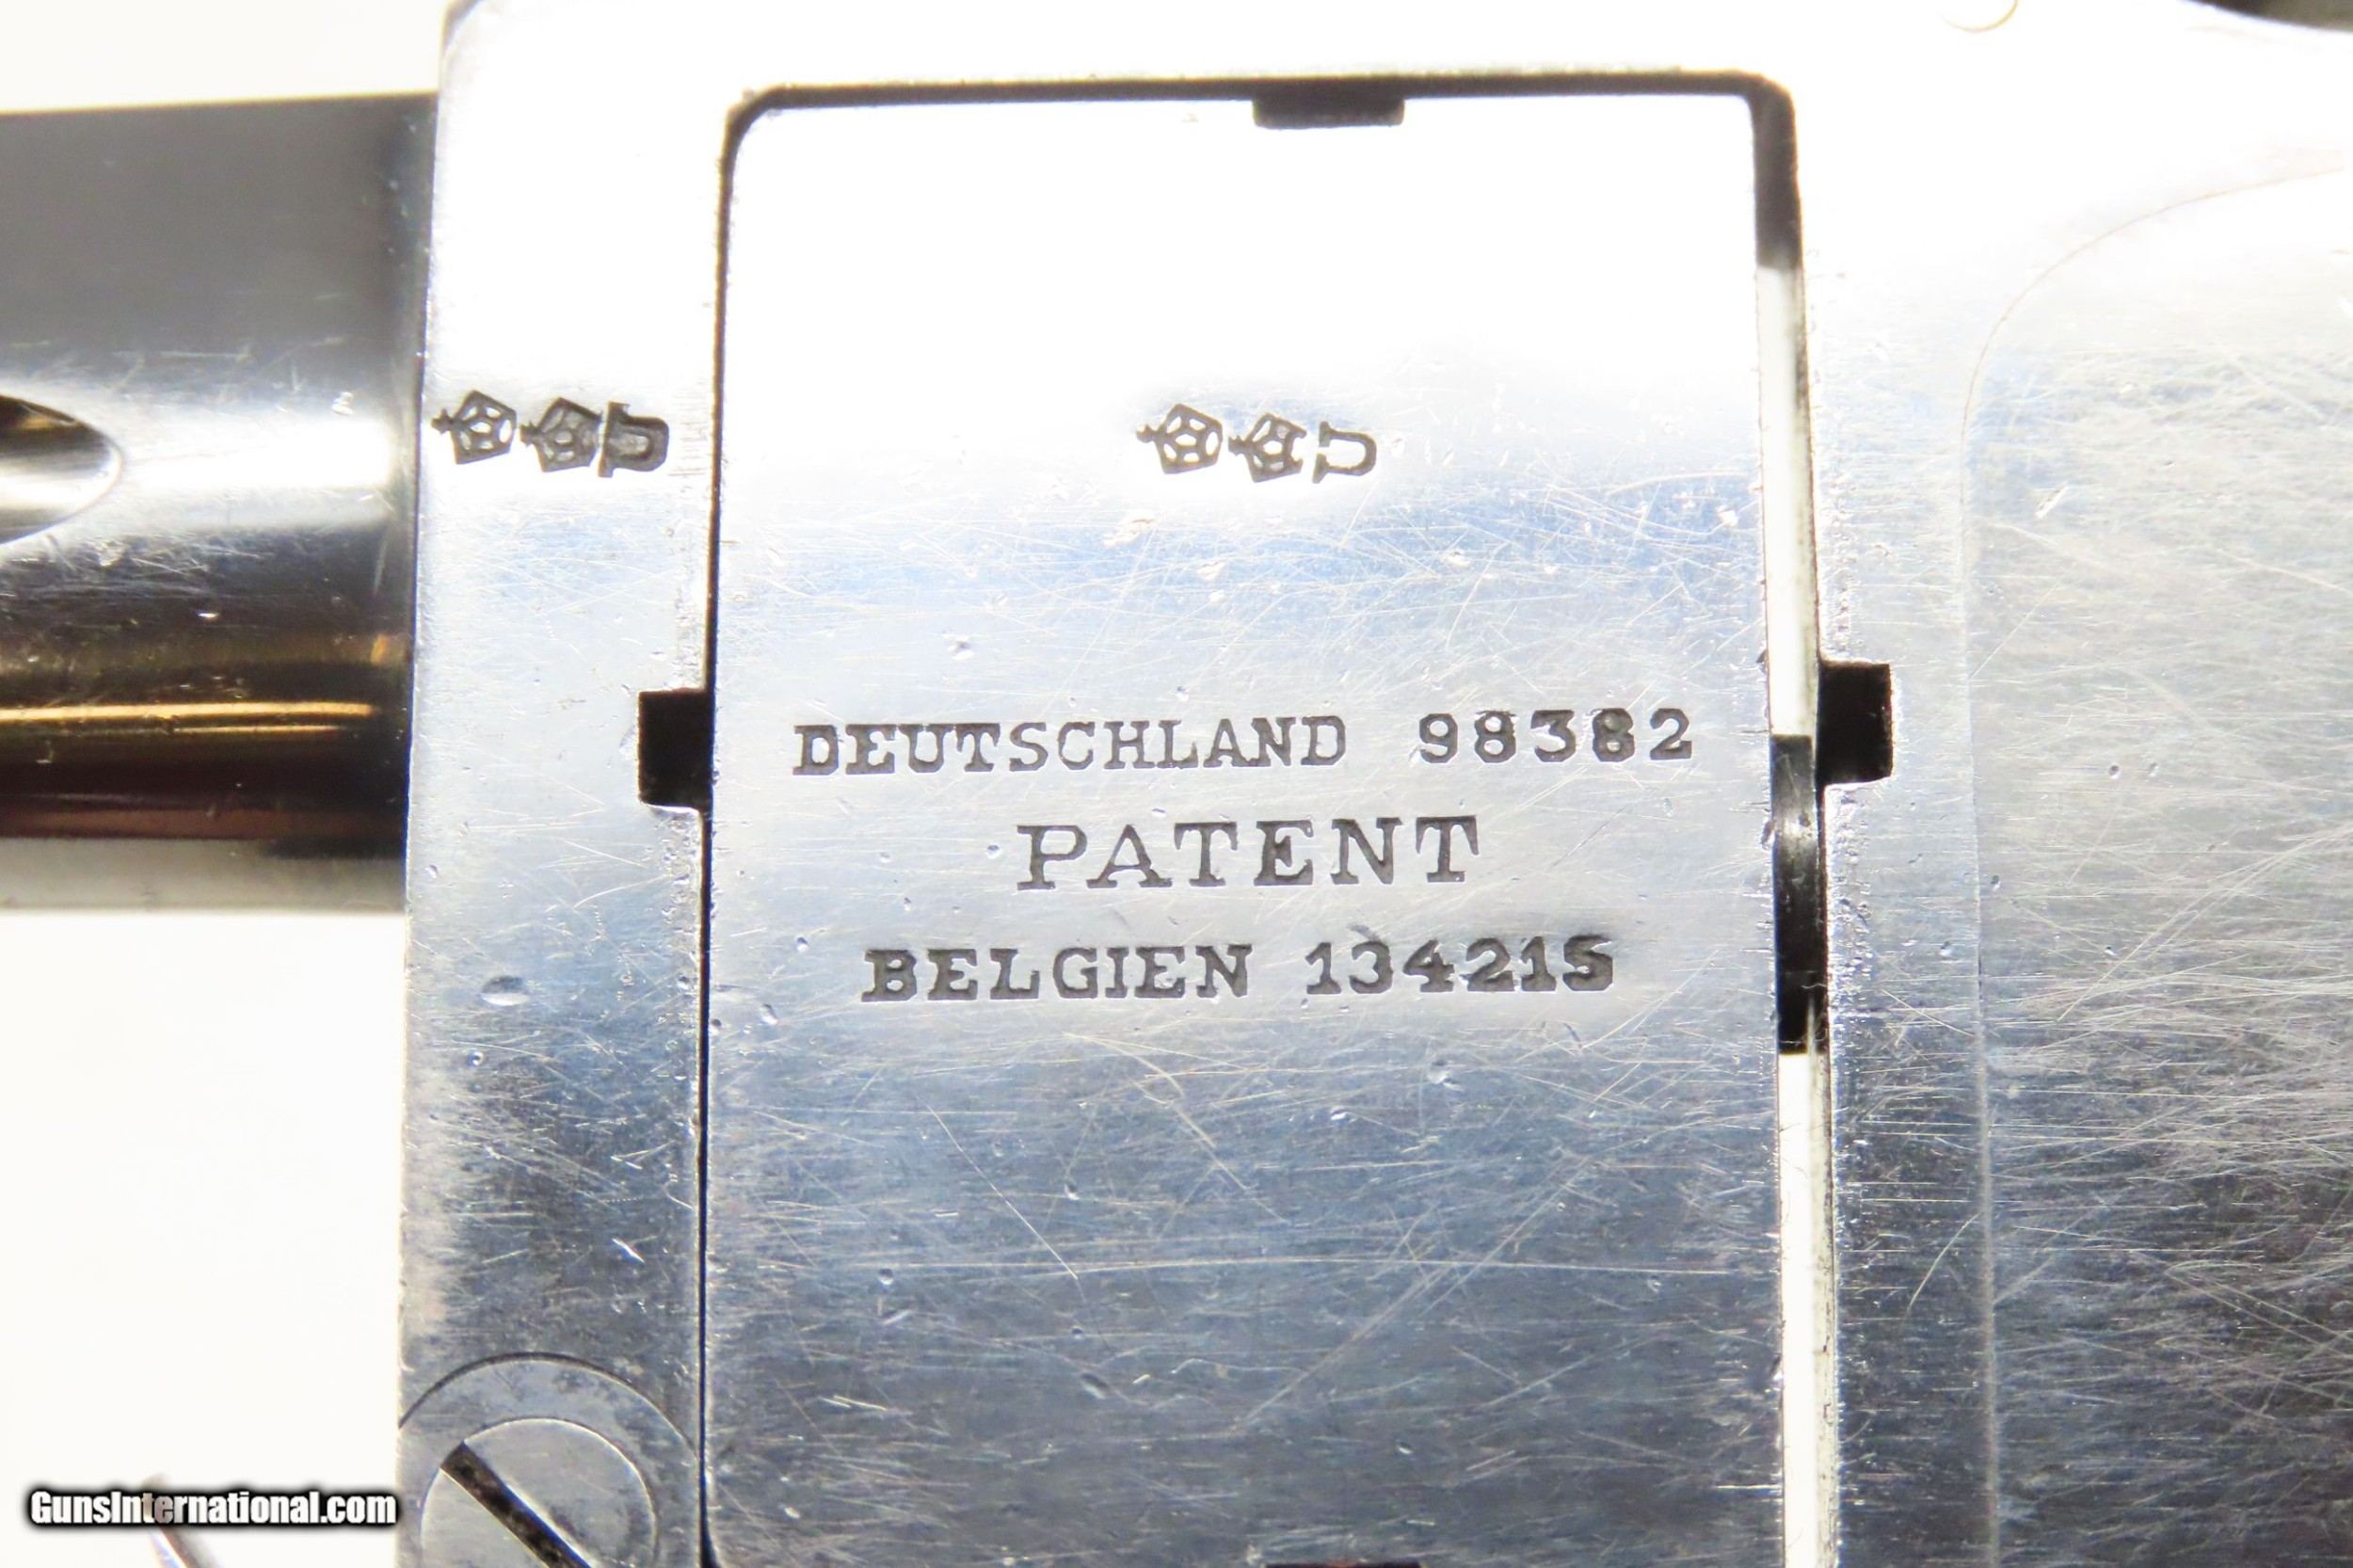 U U
DEUTSCHLAND 98382
PATENT
BELGIEN 134215
GunsInternational.com